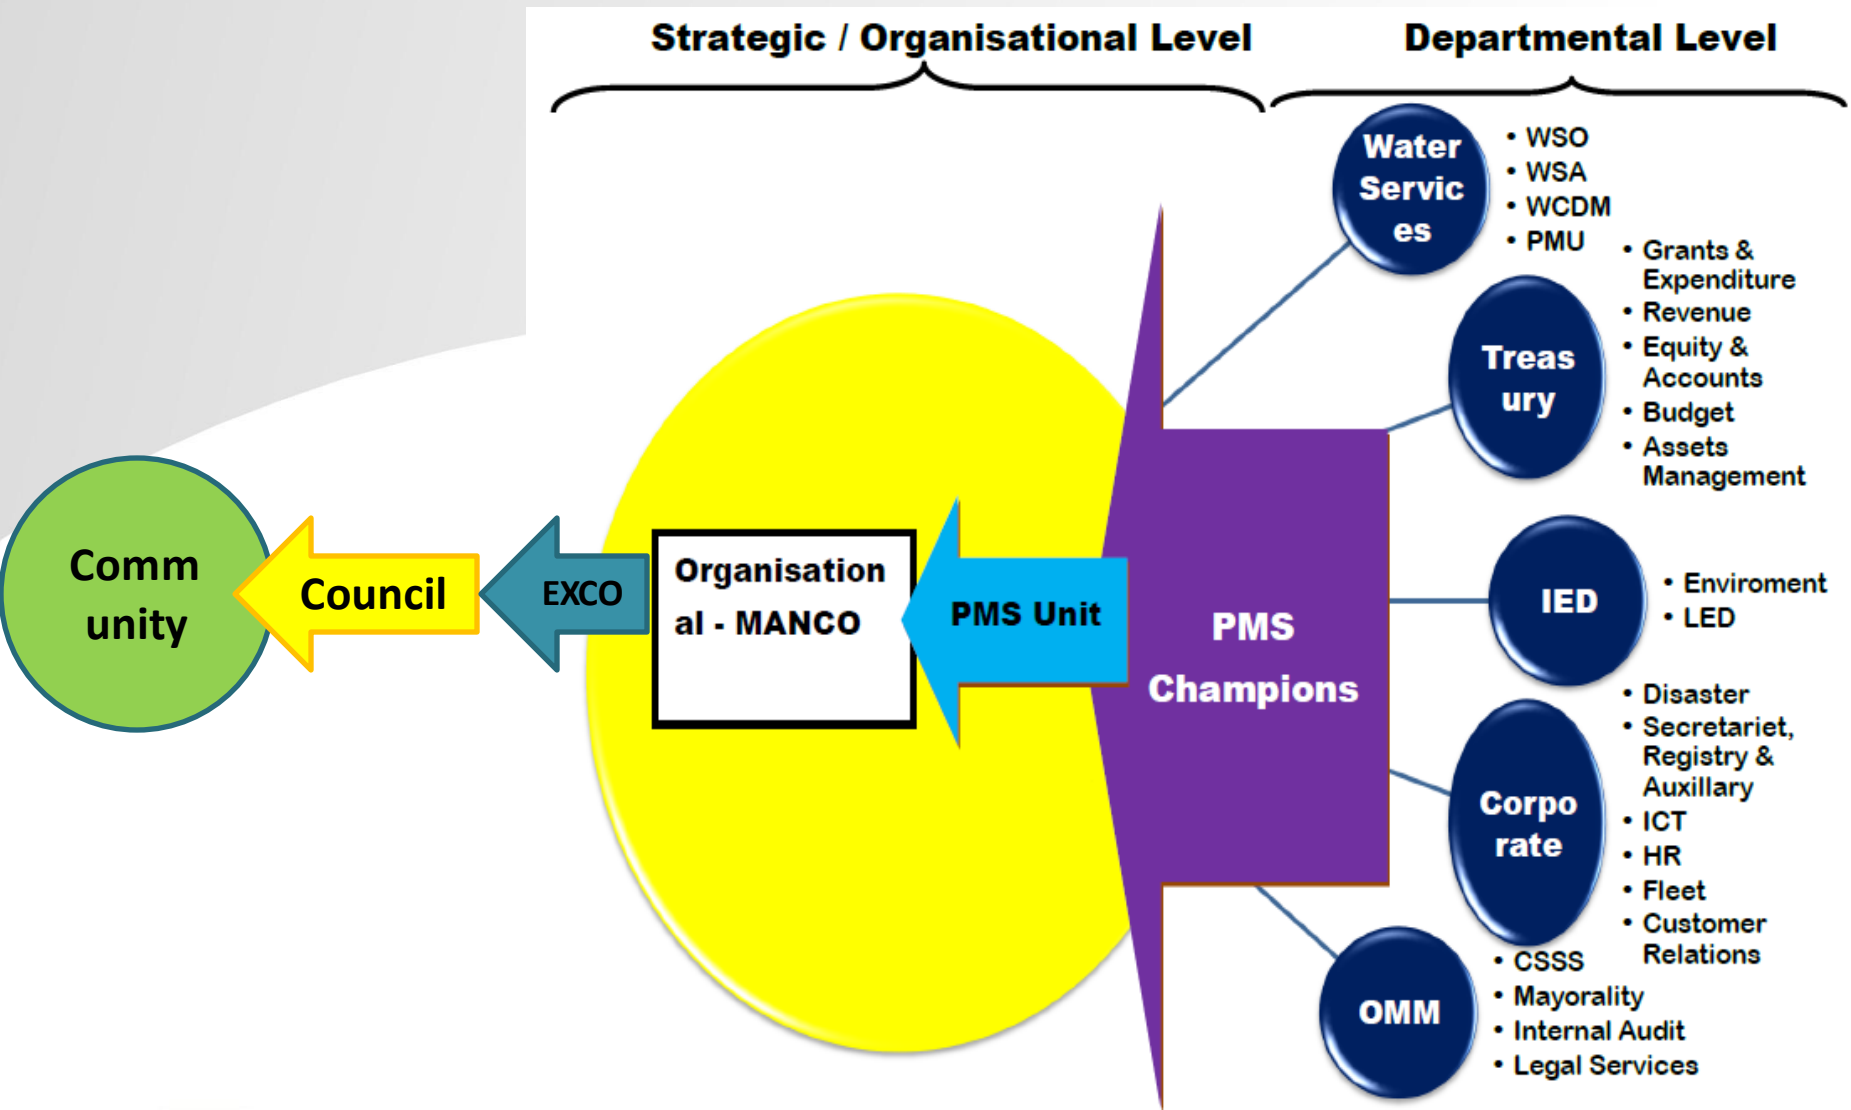 Strategic / Organisational Level
Departmental Level
Water
Servic
es
• WSO
• WSA
• WCDM
• PMU
Treas
ury
• Grants &
Expenditure
• Revenue
• Equity &
Accounts
• Budget
• Assets
Management
IED
• Enviroment
• LED
Corpo
rate
• Disaster
• Secretariet,
Registry &
Auxillary
• ICT
• HR
• Fleet
• Customer
Relations
OMM
• CSSS
• Mayorality
• Internal Audit
• Legal Services
PMS
Champions
PMS Unit
Organisation
al - MANCO
EXCO
Council
Comm
unity